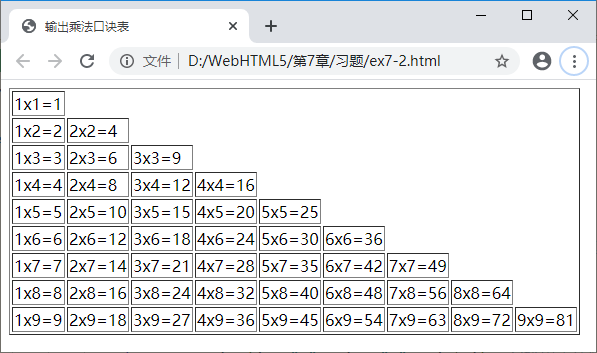 输出乘法口诀表
文件 D:/WebHTML5/第7章/习题/ex7-2.html
1x1=1
1x2=2 2x2=4
1x3=3 2x3=6 3x3=9
1x4=4 2x4=8 3x4=12 4x4=16
1x5=5 2x5=10 3x5=15 4x5=20 5x5=25
1x6=6 2x6=12 3x6=18 4x6=24 5x6=30 6x6=36
1x7=7 2x7=14 3x7=21 4x7=28 5x7=35 6x7=42 7x7=49
1x8=8 2x8=16 3x8=24 4x8=32 5x8=40 6x8=48 7x8=56 8x8=64
1x9=9 2x9=18 3x9=27 4x9=36 5x9=45 6x9=54 7x9=63 8x9=72 9x9=81